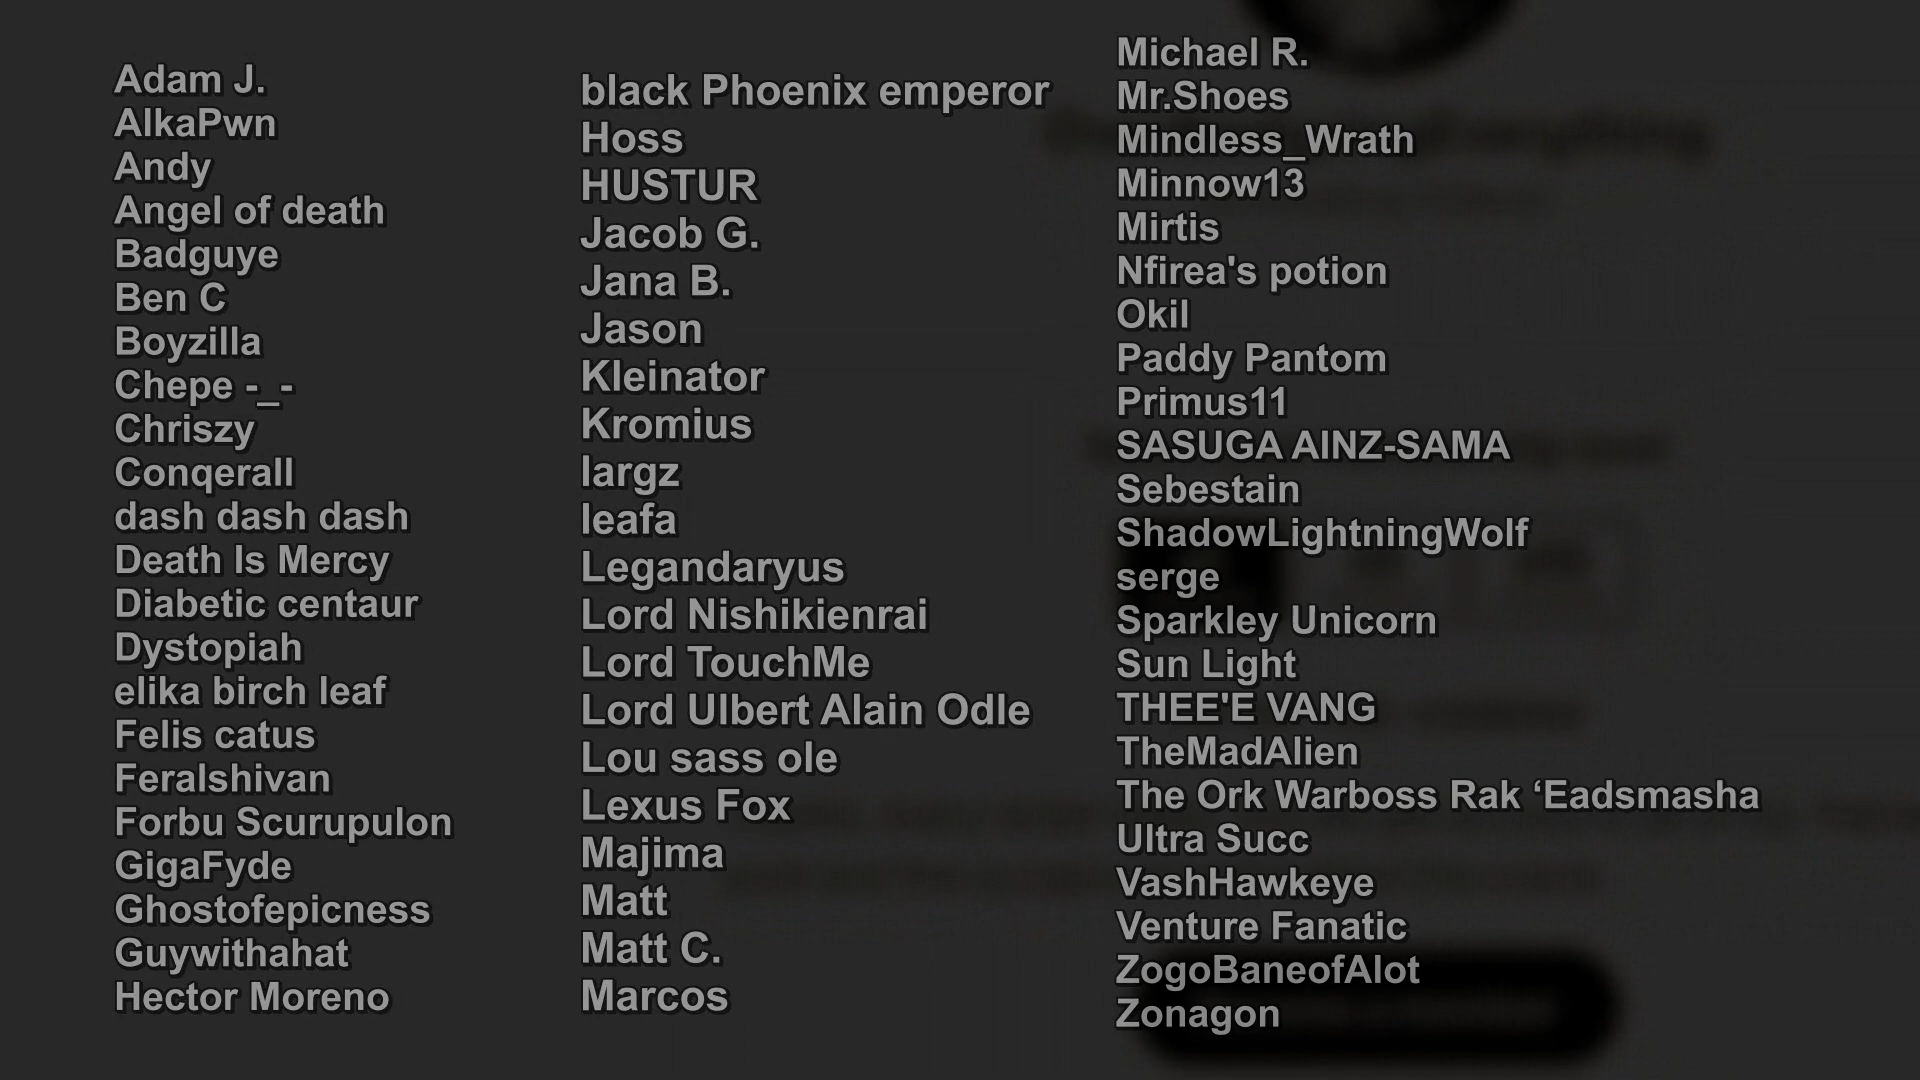 Adam J.
AlkaPwn
Andy
Angel of death
Badguye
Ben C
Boyzilla
Chepe -_-
Chriszy
Conqerall
dash dash dash
Death Is Mercy
Diabetic centaur
Dystopiah
elika birch leaf
Felis catus
Feralshivan
Forbu Scurupulon
GigaFyde
Ghostofepicness
Guywithahat
Hector Moreno
black Phoenix emperor
Hoss
HUSTUR
Jacob G.
Jana B.
Jason
Kleinator
Kromius
largz
leafa
Legandaryus
Lord Nishikienrai
Lord TouchMe
Lord Ulbert Alain Odle
Lou sass ole
Lexus Fox
Majima
Matt
Matt C.
Marcos
Michael R.
Mr.Shoes
Mindless_Wrath
Minnow13
Mirtis
Nfirea's potion
Okil
Paddy Pantom
Primus11
SASUGA AINZ-SAMA
Sebestain
ShadowLightningWolf
serge
Sparkley Unicorn
Sun Light
THEE'E VANG
TheMadAlien
The Ork Warboss Rak ‘Eadsmasha
Ultra Succ
VashHawkeye
Venture Fanatic
ZogoBaneofAlot
Zonagon